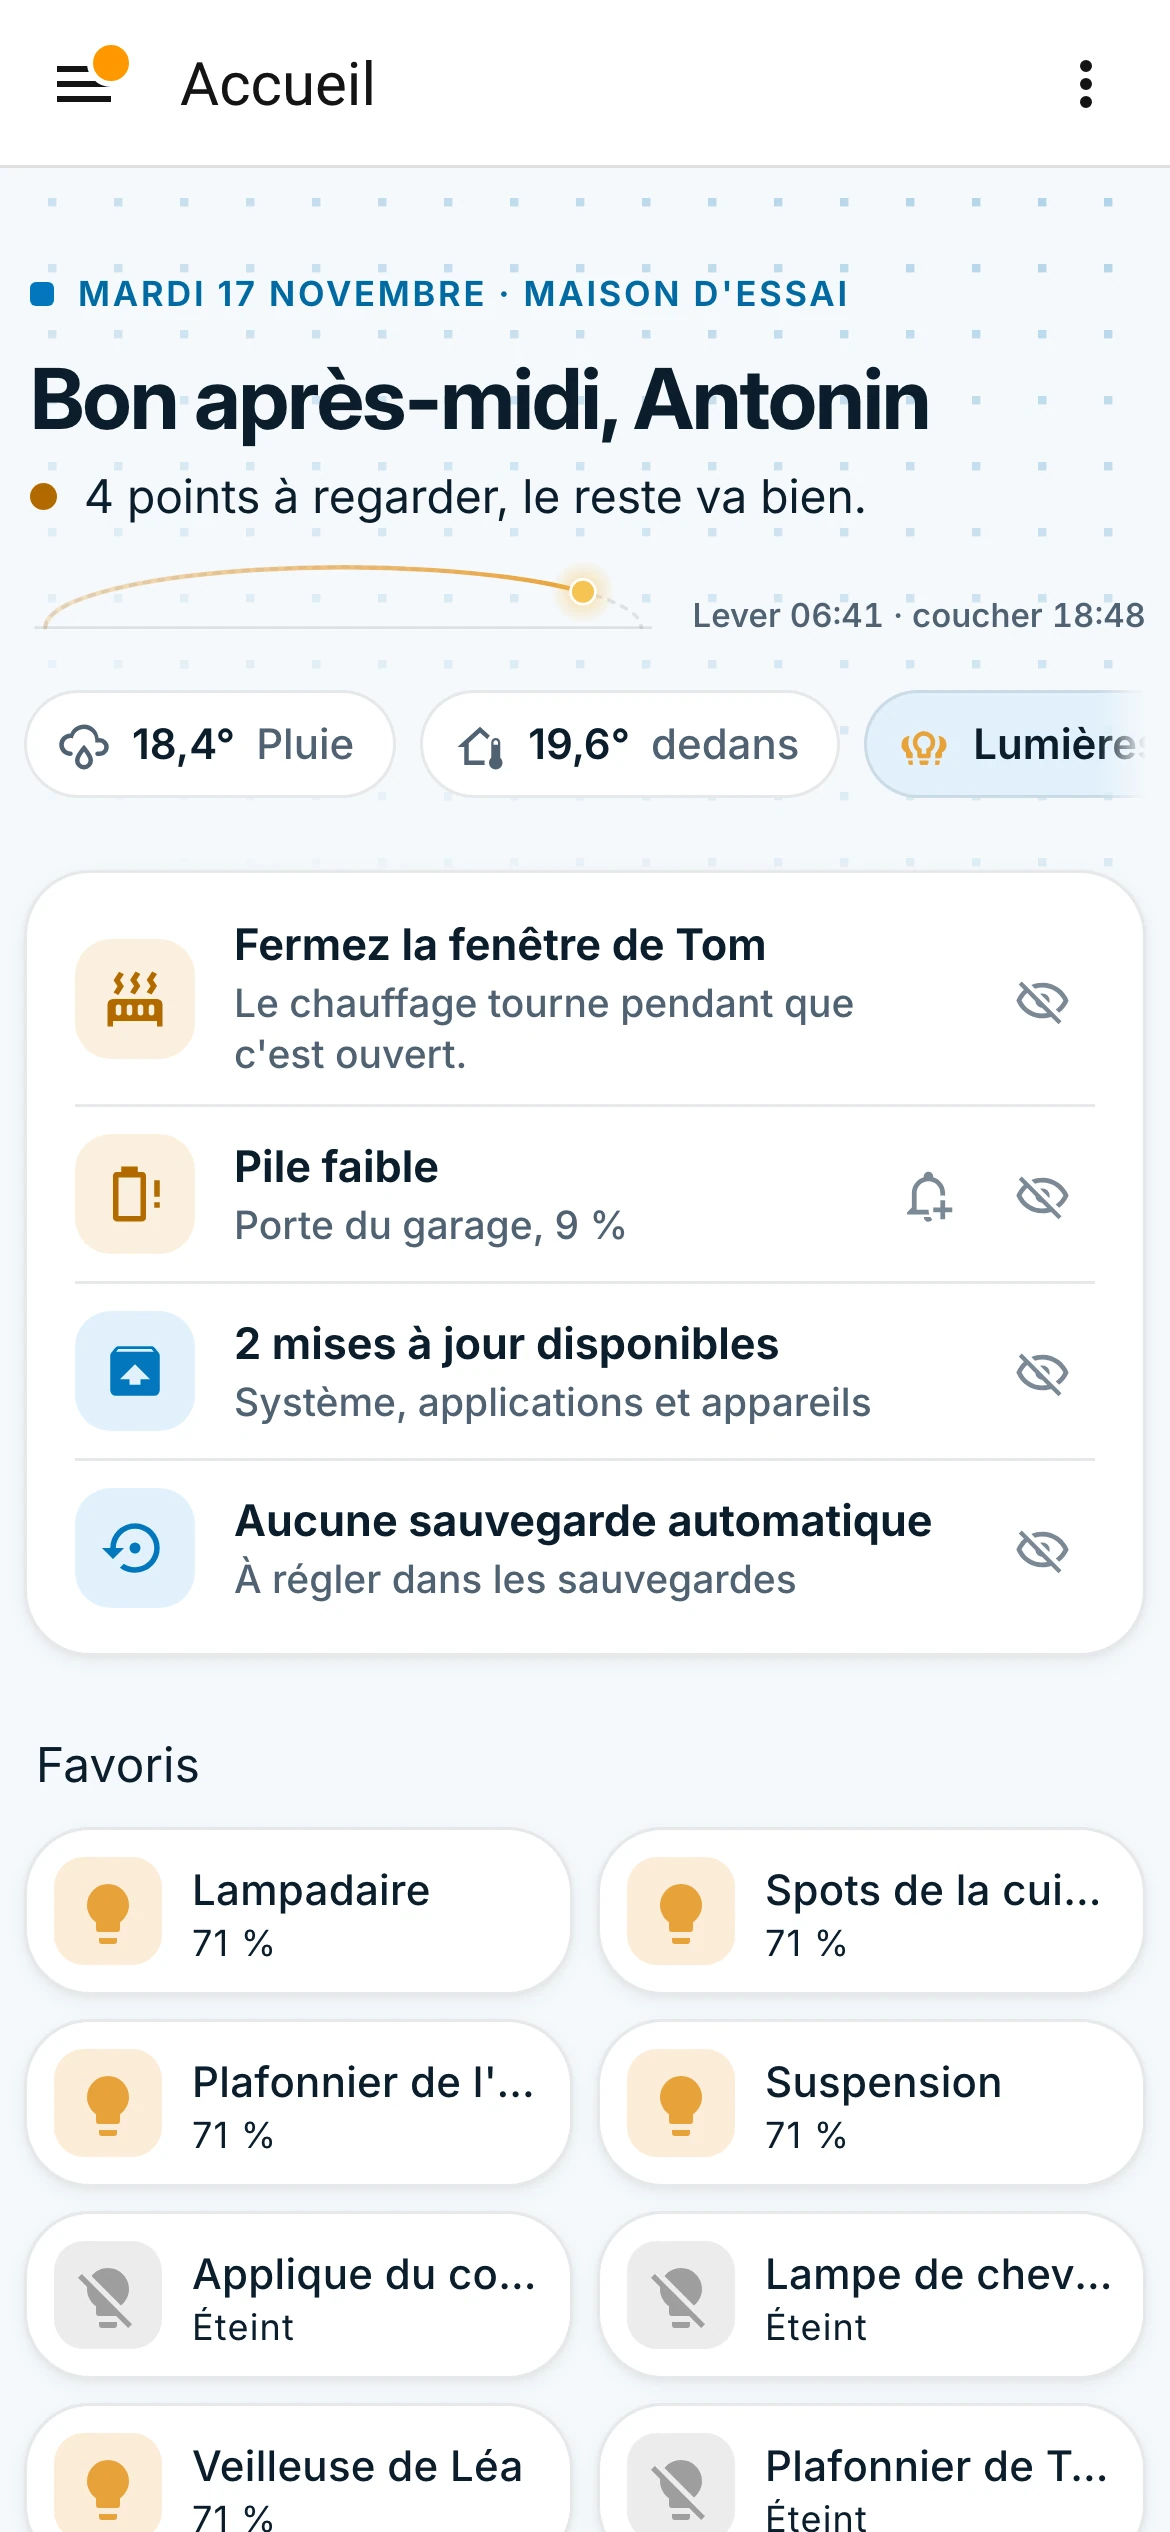 Accueil
MARDI 17 NOVEMBRE · MAISON D'ESSAI
Bon après-midi, Antonin
4 points à regarder, le reste va bien.
Lever 06:41 · coucher 18:48
18,4° Pluie
19,6° dedans
Lumières
Fermez la fenêtre de Tom
Le chauffage tourne pendant que
c'est ouvert.
Pile faible
Porte du garage, 9 %
2 mises à jour disponibles
Système, applications et appareils
Aucune sauvegarde automatique
À régler dans les sauvegardes
Favoris
Lampadaire
71 %
Spots de la cui...
71 %
Plafonnier de l'...
71 %
Suspension
71 %
Applique du co...
Éteint
Lampe de chev...
Éteint
Veilleuse de Léa
71 %
Plafonnier de T...
Éteint